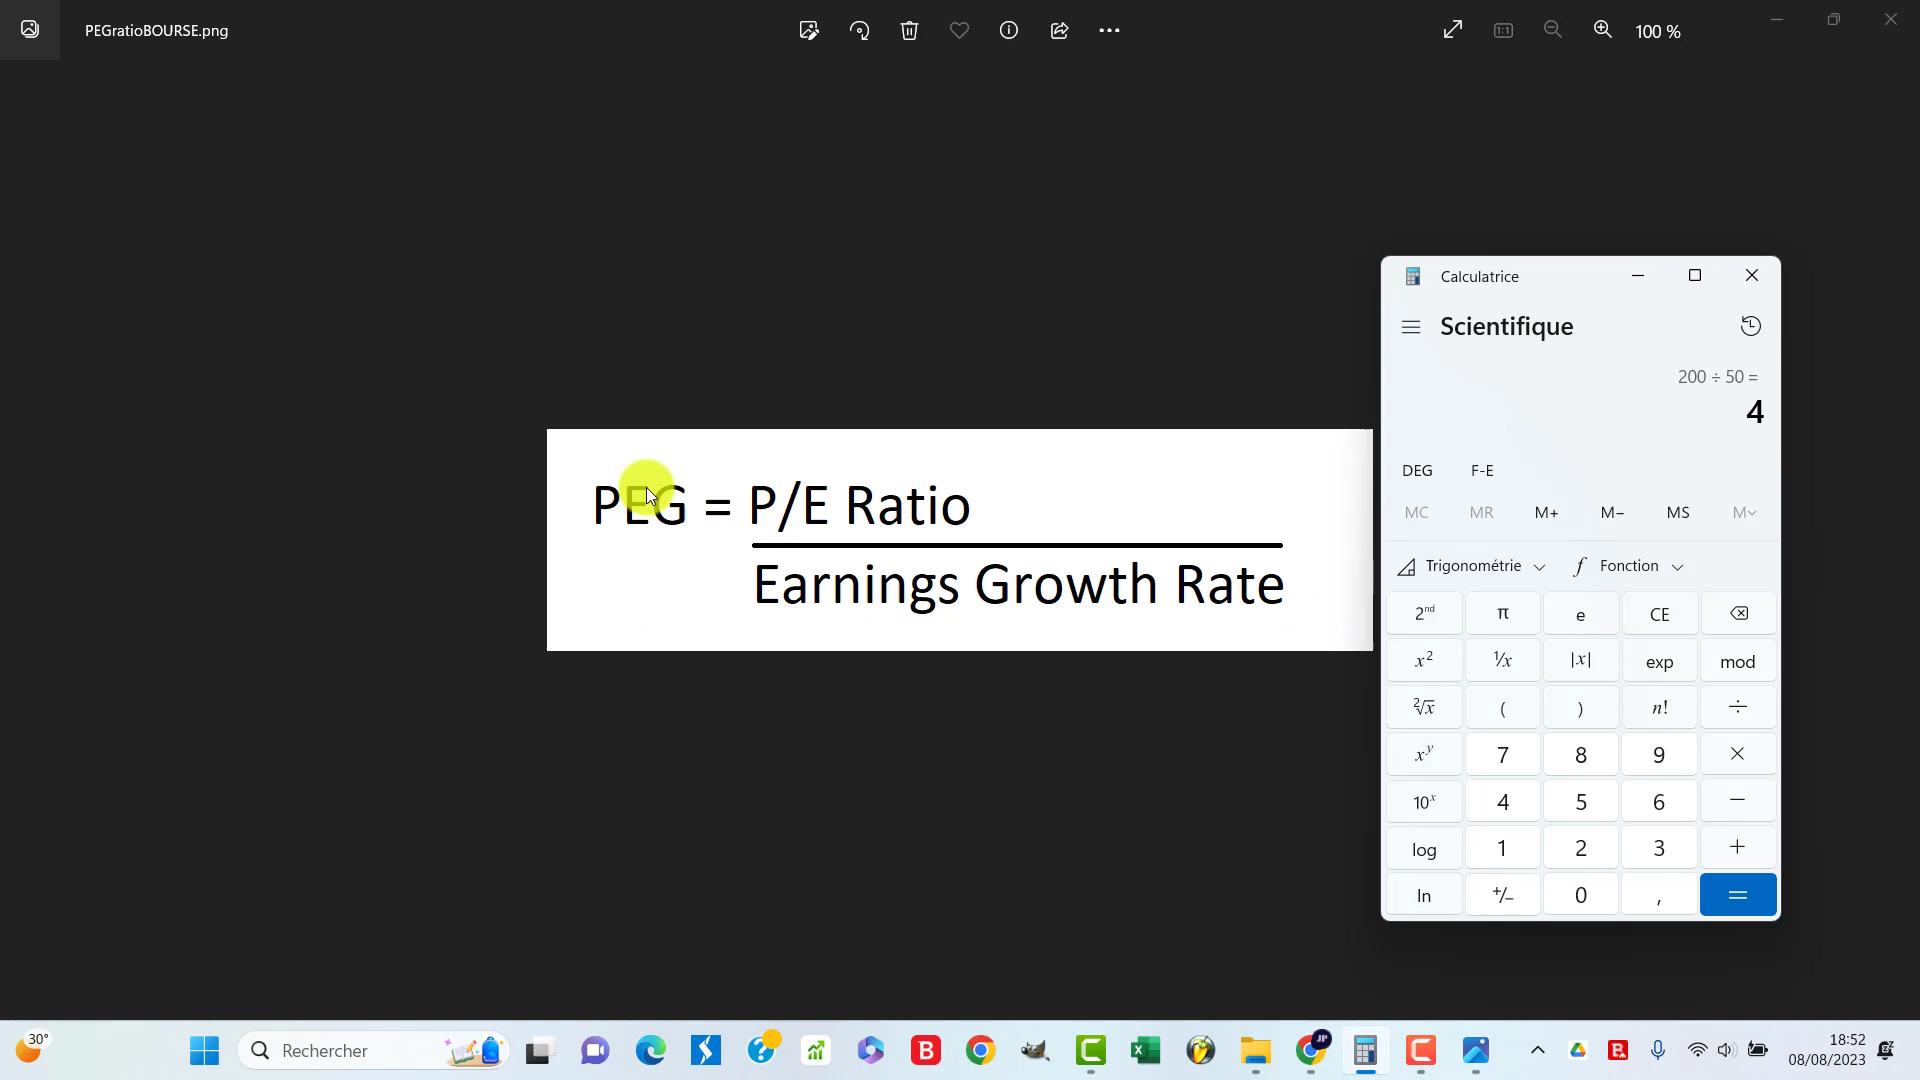 PEGratioBOURSE.png
100 %
Calculatrice
Scientifique
200 ÷ 50 =
4
DEG F-E
MC MR M+ M− MS M
Trigonométrie f Fonction
2nd π e CE
x² ¹⁄x |x| exp mod
²√x ( ) n! ÷
xʸ 7 8 9 ×
10ˣ 4 5 6 −
log 1 2 3 +
ln +/− 0 , =
PEG = P/E Ratio
Earnings Growth Rate
30°
Rechercher
JP
18:52
08/08/2023